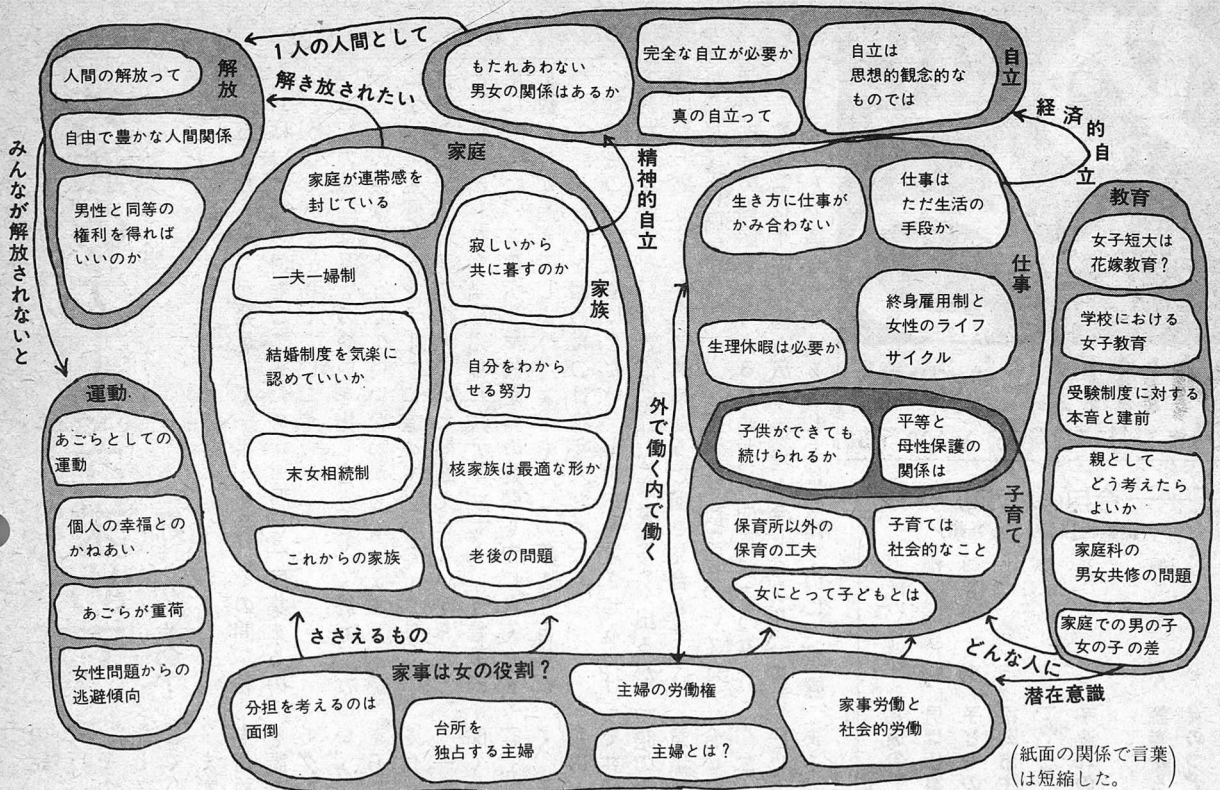 1人の人間として
解き放されたい
解放
人間の解放って
自由で豊かな人間関係
男性と同等の
権利を得れば
いいのか
みんなが解放されないと
自立
もたれあわない
男女の関係はあるか
完全な自立が必要か
真の自立って
自立は
思想的観念的な
ものでは
精神的自立
経済的自立
家庭
家庭が連帯感を
封じている
一夫一婦制
結婚制度を気楽に
認めていいか
末女相続制
これからの家族
家族
寂しいから
共に暮すのか
自分をわから
せる努力
核家族は最適な形か
老後の問題
外で働く内で働く
仕事
生き方に仕事が
かみ合わない
仕事は
ただ生活の
手段か
終身雇用制と
女性のライフ
サイクル
生理休暇は必要か
子供ができても
続けられるか
平等と
母性保護の
関係は
子育て
保育所以外の
保育の工夫
子育ては
社会的なこと
女にとって子どもとは
教育
女子短大は
花嫁教育?
学校における
女子教育
受験制度に対する
本音と建前
親として
どう考えたら
よいか
家庭科の
男女共修の問題
家庭での男の子
女の子の差
どんな人に
潜在意識
運動
あごらとしての
運動
個人の幸福との
かねあい
あごらが重荷
女性問題からの
逃避傾向
ささえるもの
家事は女の役割?
分担を考えるのは
面倒
台所を
独占する主婦
主婦の労働権
主婦とは?
家事労働と
社会的労働
(紙面の関係で言葉
は短縮した。)